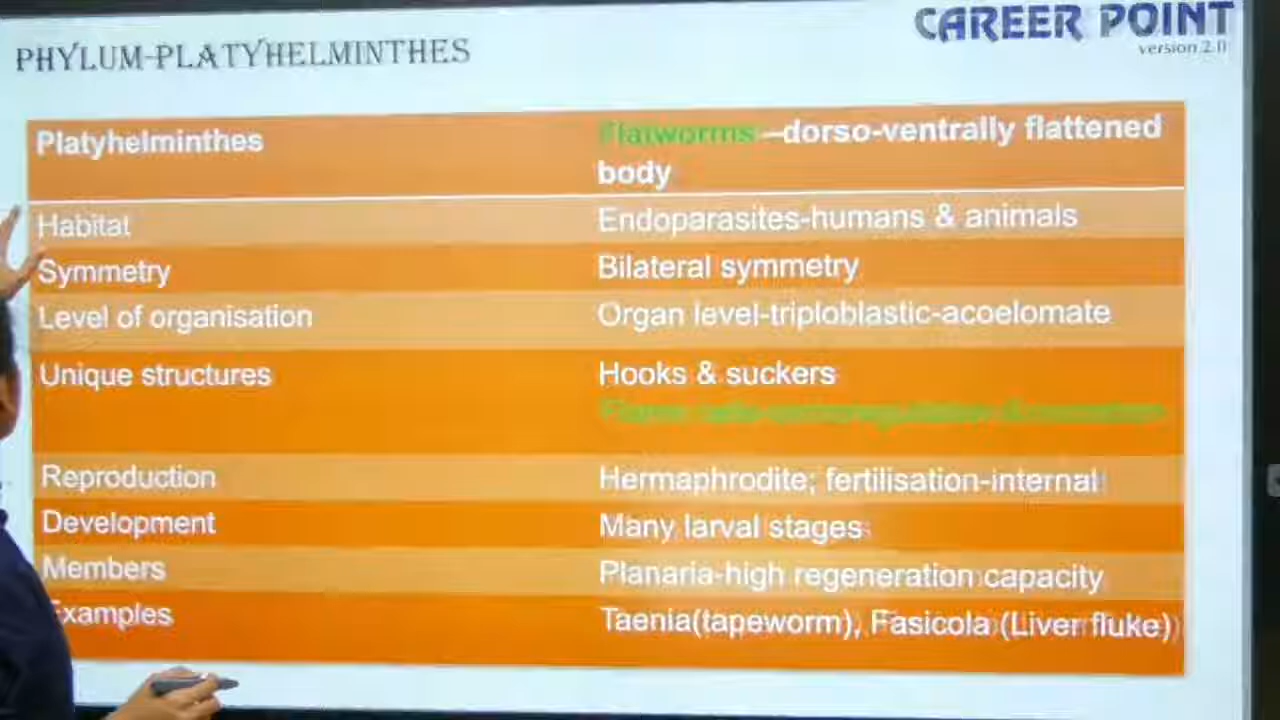 PHYLUM-PLATYHELMINTHES
CAREER POINT
version 2.0
Platyhelminthes
Flatworms –dorso-ventrally flattened
body
Habitat
Endoparasites-humans & animals
Symmetry
Bilateral symmetry
Level of organisation
Organ level-triploblastic-acoelomate
Unique structures
Hooks & suckers
Flame cells-osmoregulation & excretion
Reproduction
Hermaphrodite; fertilisation-internal
Development
Many larval stages
Members
Planaria-high regeneration capacity
Examples
Taenia(tapeworm), Fasicola (Liver fluke)